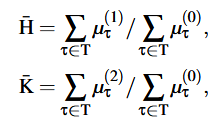 H̄ = ∑_{τ∈T} μ_τ^{(1)} / ∑_{τ∈T} μ_τ^{(0)},
K̄ = ∑_{τ∈T} μ_τ^{(2)} / ∑_{τ∈T} μ_τ^{(0)},